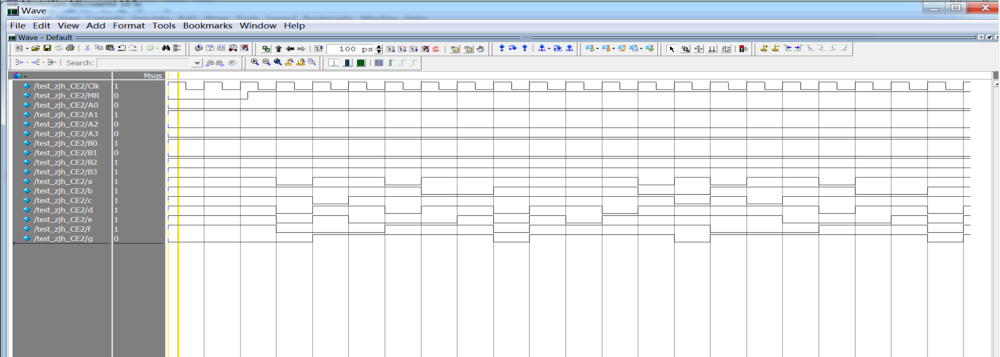 Wave
File Edit View Add Format Tools Bookmarks Window Help
Wave - Default
100 ps
Search:
Msgs
/test_zjh_CE2/Clk 1
/test_zjh_CE2/MR 0
/test_zjh_CE2/A0 0
/test_zjh_CE2/A1 1
/test_zjh_CE2/A2 0
/test_zjh_CE2/A3 0
/test_zjh_CE2/B0 1
/test_zjh_CE2/B1 0
/test_zjh_CE2/B2 1
/test_zjh_CE2/B3 1
/test_zjh_CE2/a 1
/test_zjh_CE2/b 1
/test_zjh_CE2/c 1
/test_zjh_CE2/d 1
/test_zjh_CE2/e 1
/test_zjh_CE2/f 1
/test_zjh_CE2/g 0